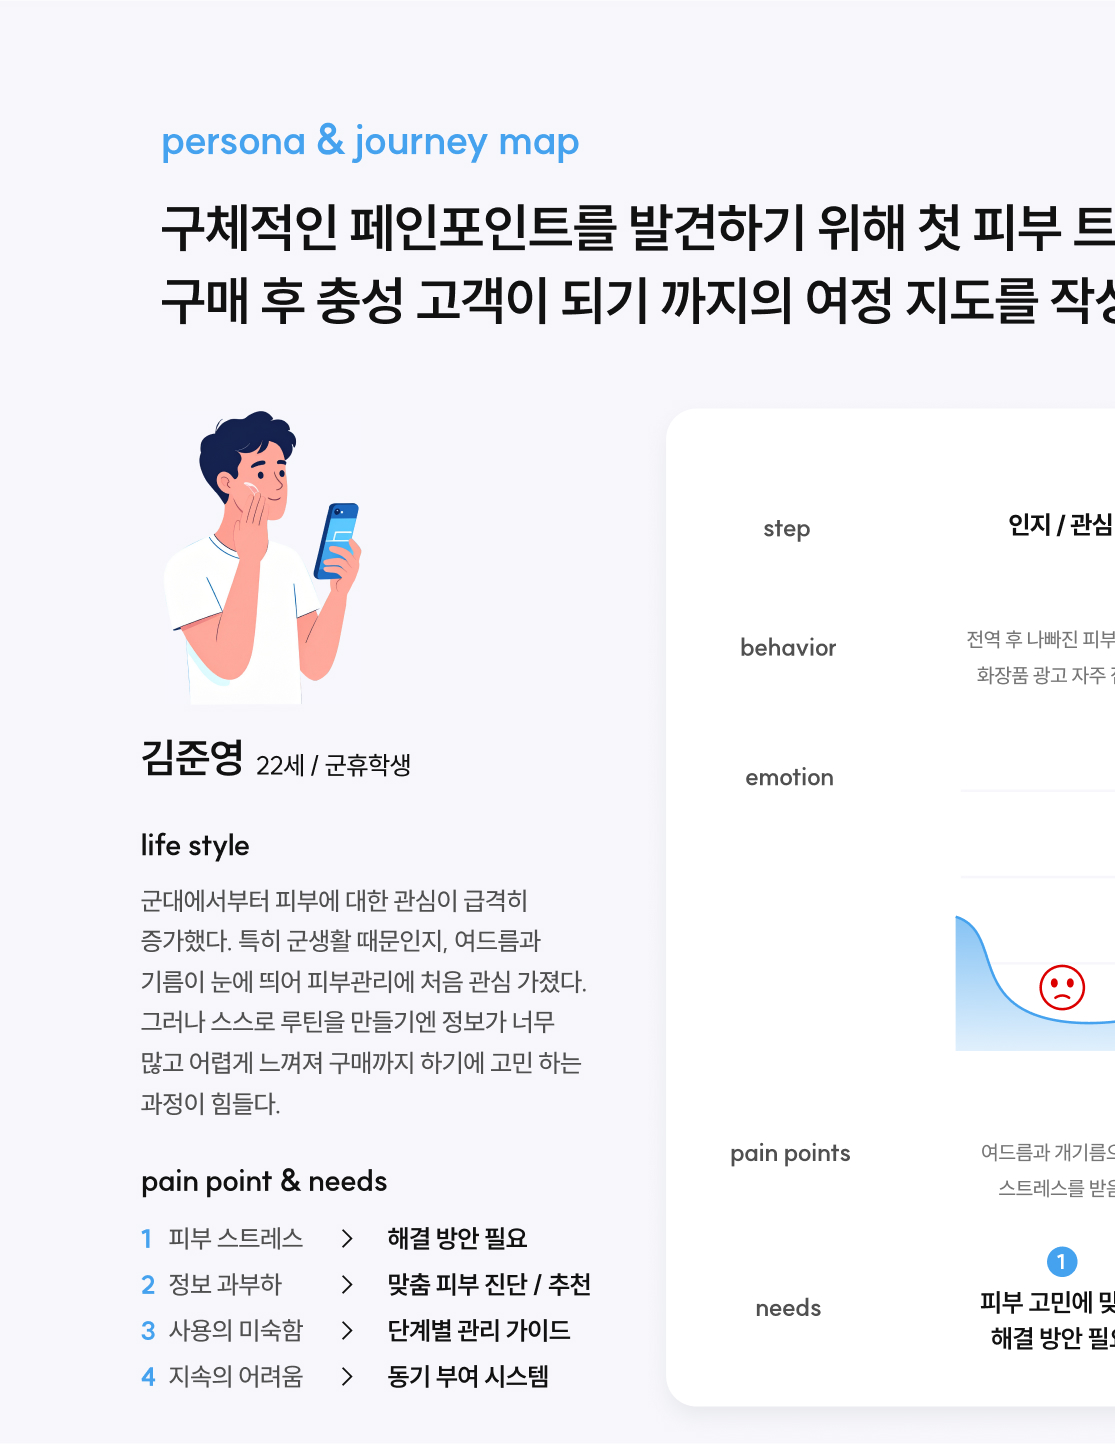 persona & journey map
구체적인 페인포인트를 발견하기 위해 첫 피부 트
구매 후 충성 고객이 되기 까지의 여정 지도를
김준영 22세 / 군휴학생
life style
군대에서부터 피부에 대한 관심이 급격히
증가했다. 특히 군생활 때문인지, 여드름과
기름이 눈에 띄어 피부관리에 처음 관심 가졌다.
그러나 스스로 루틴을 만들기엔 정보가 너무
많고 어렵게 느껴져 구매까지 하기에 고민 하는
과정이 힘들다.
pain point & needs
1 피부 스트레스 > 해결 방안 필요
2 정보 과부하 > 맞춤 피부 진단 / 추천
3 사용의 미숙함 > 단계별 관리 가이드
4 지속의 어려움 > 동기 부여 시스템
step
인지 / 관심
behavior
전역 후 나빠진 피부
화장품 광고 자주
emotion
pain points
여드름과 개기름으
스트레스를 받음
needs
1
피부 고민에
해결 방안 필요